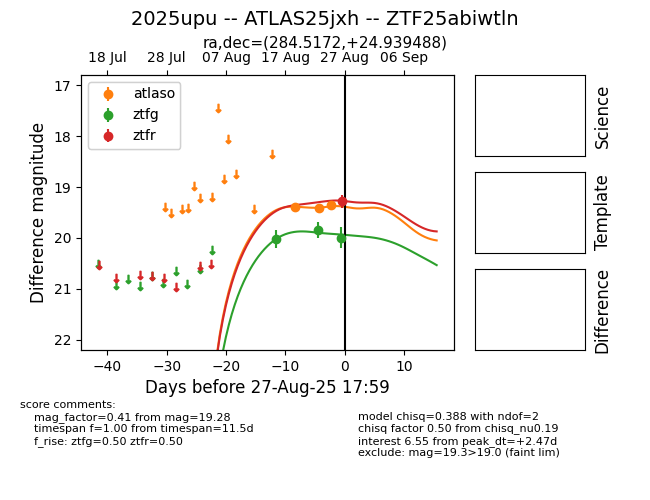 2025upu -- ATLAS25jxh -- ZTF25abiwtln
ra,dec=(284.5172,+24.939488)
18 Jul 28 Jul 07 Aug 17 Aug 27 Aug 06 Sep
atlaso
ztfg
ztfr
17
18
19
20
21
22
Difference magnitude
−40 −30 −20 −10 0 10
Days before 27-Aug-25 17:59
Science
Template
Difference
score comments:
mag_factor=0.41 from mag=19.28
timespan f=1.00 from timespan=11.5d
f_rise: ztfg=0.50 ztfr=0.50
model chisq=0.388 with ndof=2
chisq factor 0.50 from chisq_nu0.19
interest 6.55 from peak_dt=+2.47d
exclude: mag=19.3>19.0 (faint lim)